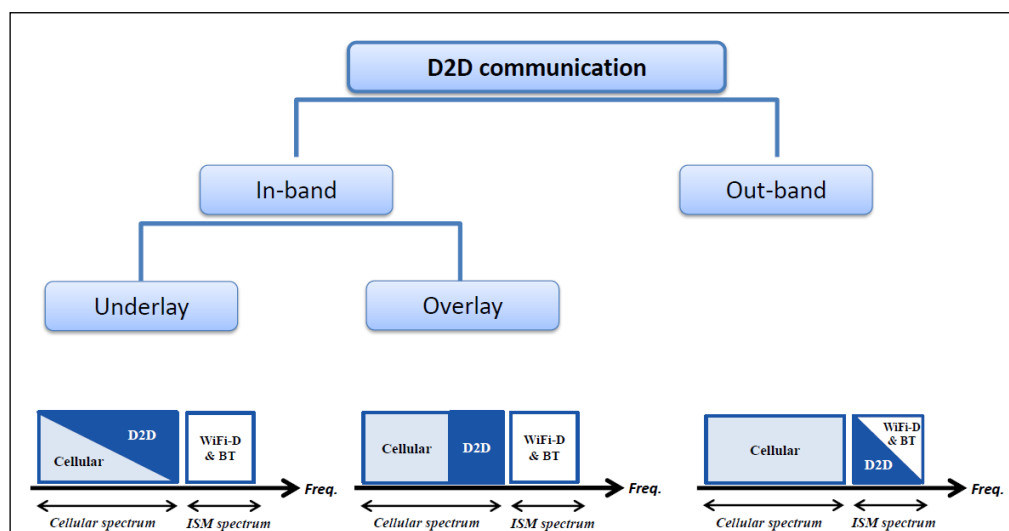 D2D communication
In-band
Out-band
Underlay
Overlay
D2D
Cellular
WiFi-D
& BT
Freq.
Cellular spectrum
ISM spectrum
Cellular
D2D
WiFi-D
& BT
Freq.
Cellular spectrum
ISM spectrum
Cellular
WiFi-D
& BT
D2D
Freq.
Cellular spectrum
ISM spectrum